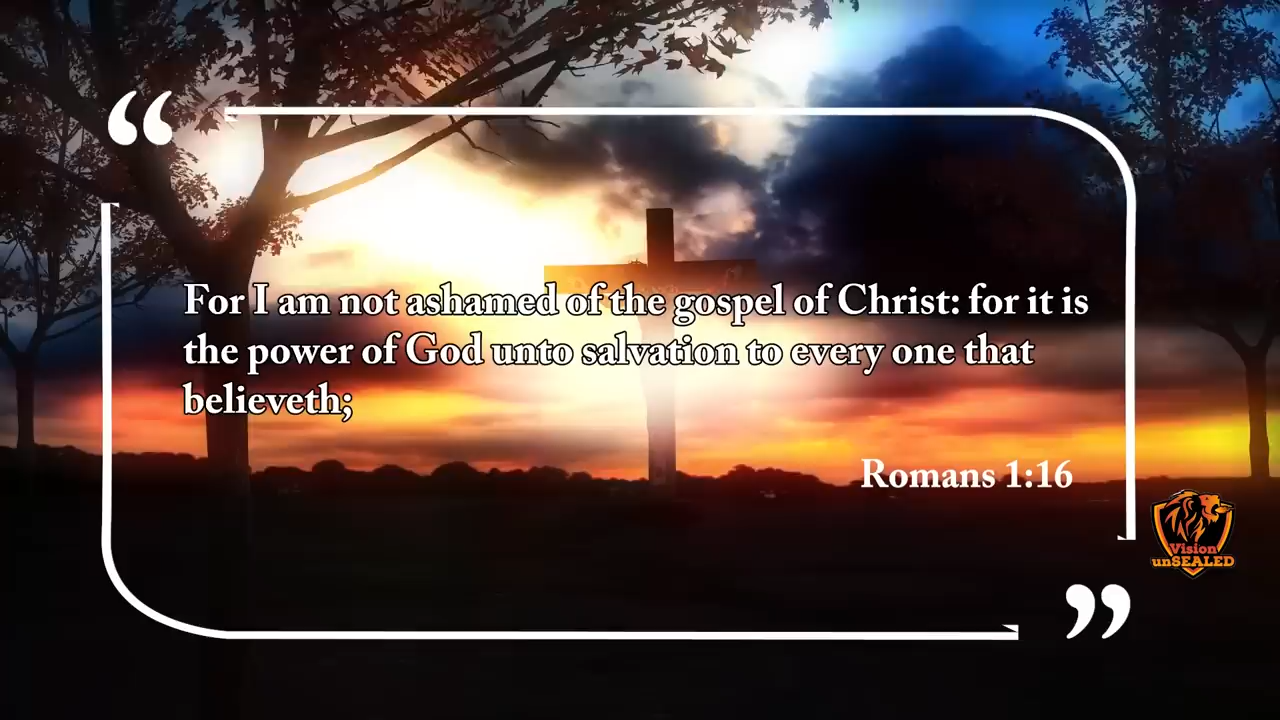 “
For I am not ashamed of the gospel of Christ: for it is
the power of God unto salvation to every one that
believeth;
Romans 1:16
Vision
unSEALED
”